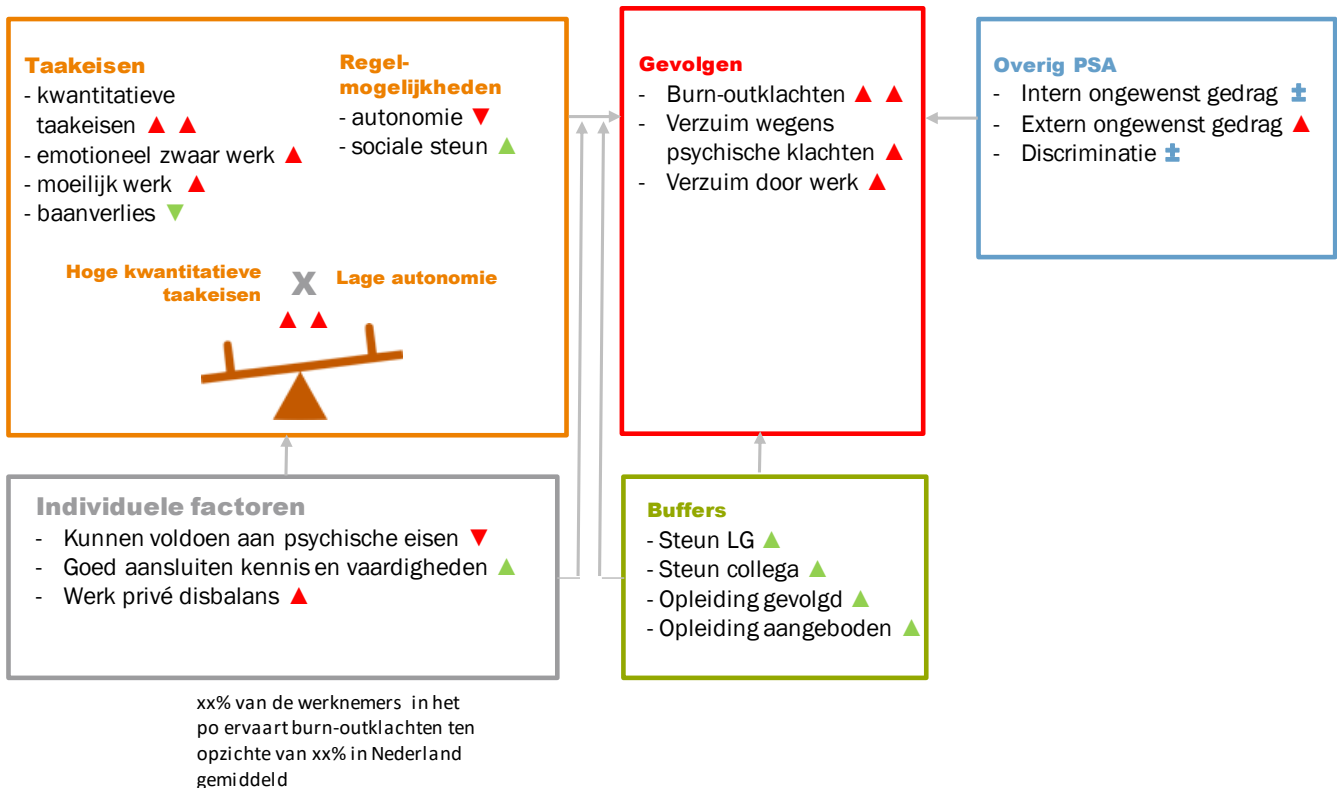 Taakeisen
- kwantitatieve
taakeisen ▲ ▲
- emotioneel zwaar werk ▲
- moeilijk werk ▲
- baanverlies ▼
Regel-
mogelijkheden
- autonomie ▼
- sociale steun ▲
Hoge kwantitatieve
taakeisen
X
Lage autonomie
▲ ▲
Gevolgen
- Burn-outklachten ▲ ▲
- Verzuim wegens
psychische klachten ▲
- Verzuim door werk ▲
Overig PSA
- Intern ongewenst gedrag ±
- Extern ongewenst gedrag ▲
- Discriminatie ±
Individuele factoren
- Kunnen voldoen aan psychische eisen ▼
- Goed aansluiten kennis en vaardigheden ▲
- Werk privé disbalans ▲
Buffers
- Steun LG ▲
- Steun collega ▲
- Opleiding gevolgd ▲
- Opleiding aangeboden ▲
xx% van de werknemers in het
po ervaart burn-outklachten ten
opzichte van xx% in Nederland
gemiddeld